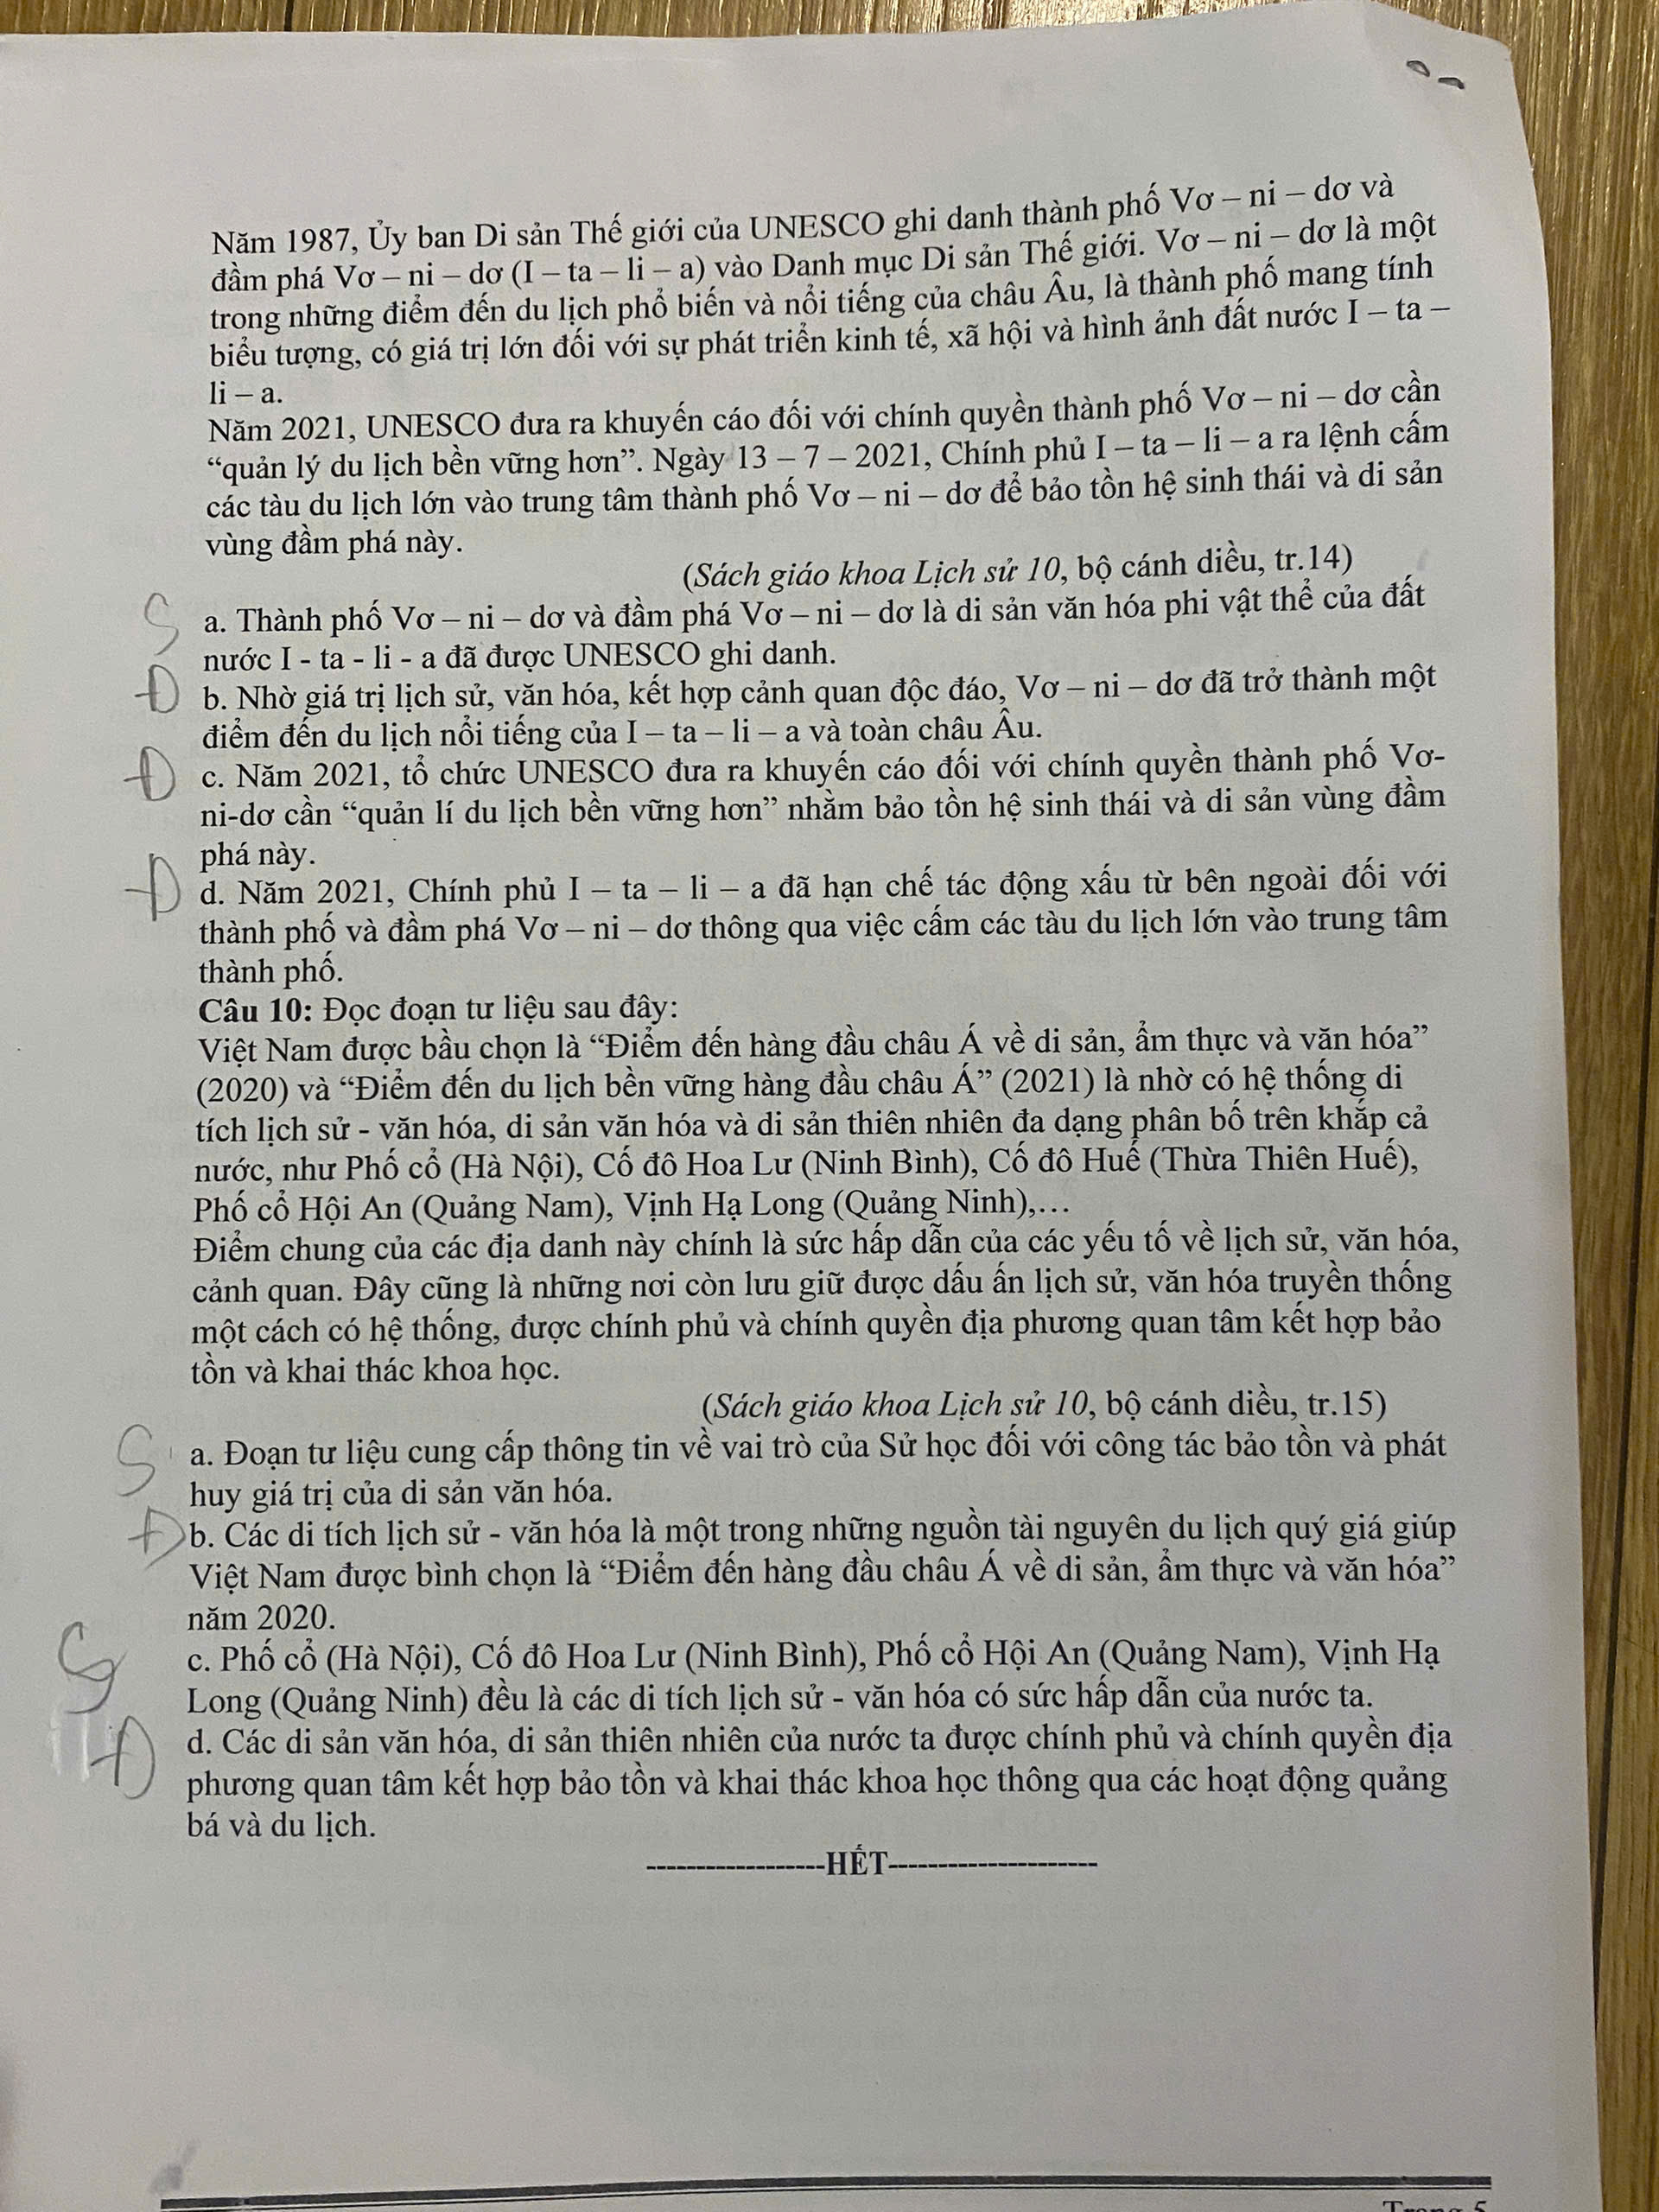 Năm 1987, Ủy ban Di sản Thế giới của UNESCO ghi danh thành phố Vơ – ni – dơ và
đầm phá Vơ – ni – dơ (I – ta – li – a) vào Danh mục Di sản Thế giới. Vơ – ni – dơ là một
trong những điểm đến du lịch phổ biến và nổi tiếng của châu Âu, là thành phố mang tính
biểu tượng, có giá trị lớn đối với sự phát triển kinh tế, xã hội và hình ảnh đất nước I – ta –
li – a.
Năm 2021, UNESCO đưa ra khuyến cáo đối với chính quyền thành phố Vơ – ni – dơ cần
“quản lý du lịch bền vững hơn”. Ngày 13 – 7 – 2021, Chính phủ I – ta – li – a ra lệnh cấm
các tàu du lịch lớn vào trung tâm thành phố Vơ – ni – dơ để bảo tồn hệ sinh thái và di sản
vùng đầm phá này.
(Sách giáo khoa Lịch sử 10, bộ cánh diều, tr.14)
S a. Thành phố Vơ – ni – dơ và đầm phá Vơ – ni – dơ là di sản văn hóa phi vật thể của đất
nước I - ta - li - a đã được UNESCO ghi danh.
Đ b. Nhờ giá trị lịch sử, văn hóa, kết hợp cảnh quan độc đáo, Vơ – ni – dơ đã trở thành một
điểm đến du lịch nổi tiếng của I – ta – li – a và toàn châu Âu.
Đ c. Năm 2021, tổ chức UNESCO đưa ra khuyến cáo đối với chính quyền thành phố Vơ-
ni-dơ cần “quản lí du lịch bền vững hơn” nhằm bảo tồn hệ sinh thái và di sản vùng đầm
phá này.
Đ d. Năm 2021, Chính phủ I – ta – li – a đã hạn chế tác động xấu từ bên ngoài đối với
thành phố và đầm phá Vơ – ni – dơ thông qua việc cấm các tàu du lịch lớn vào trung tâm
thành phố.
Câu 10: Đọc đoạn tư liệu sau đây:
Việt Nam được bầu chọn là “Điểm đến hàng đầu châu Á về di sản, ẩm thực và văn hóa”
(2020) và “Điểm đến du lịch bền vững hàng đầu châu Á” (2021) là nhờ có hệ thống di
tích lịch sử - văn hóa, di sản văn hóa và di sản thiên nhiên đa dạng phân bố trên khắp cả
nước, như Phố cổ (Hà Nội), Cố đô Hoa Lư (Ninh Bình), Cố đô Huế (Thừa Thiên Huế),
Phố cổ Hội An (Quảng Nam), Vịnh Hạ Long (Quảng Ninh),…
Điểm chung của các địa danh này chính là sức hấp dẫn của các yếu tố về lịch sử, văn hóa,
cảnh quan. Đây cũng là những nơi còn lưu giữ được dấu ấn lịch sử, văn hóa truyền thống
một cách có hệ thống, được chính phủ và chính quyền địa phương quan tâm kết hợp bảo
tồn và khai thác khoa học.
(Sách giáo khoa Lịch sử 10, bộ cánh diều, tr.15)
S a. Đoạn tư liệu cung cấp thông tin về vai trò của Sử học đối với công tác bảo tồn và phát
huy giá trị của di sản văn hóa.
Đ b. Các di tích lịch sử - văn hóa là một trong những nguồn tài nguyên du lịch quý giá giúp
Việt Nam được bình chọn là “Điểm đến hàng đầu châu Á về di sản, ẩm thực và văn hóa”
năm 2020.
S c. Phố cổ (Hà Nội), Cố đô Hoa Lư (Ninh Bình), Phố cổ Hội An (Quảng Nam), Vịnh Hạ
Long (Quảng Ninh) đều là các di tích lịch sử - văn hóa có sức hấp dẫn của nước ta.
Đ d. Các di sản văn hóa, di sản thiên nhiên của nước ta được chính phủ và chính quyền địa
phương quan tâm kết hợp bảo tồn và khai thác khoa học thông qua các hoạt động quảng
bá và du lịch.
------------------HẾT---------------------
Trang 5